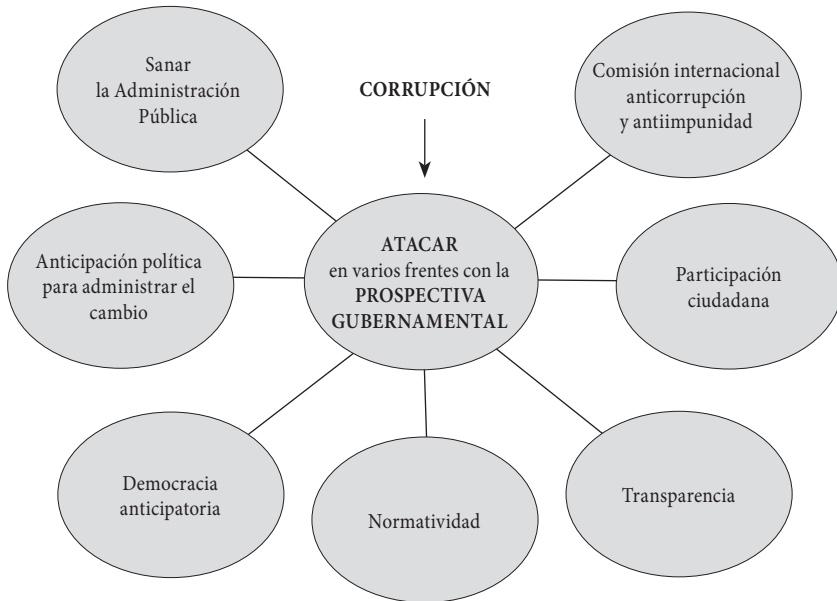 Sanar
la Administración
Pública
CORRUPCIÓN
Comisión internacional
anticorrupción
y antiimpunidad
ATACAR
en varios frentes con la
PROSPECTIVA
GUBERNAMENTAL
Anticipación política
para administrar el
cambio
Participación
ciudadana
Democracia
anticipatoria
Normatividad
Transparencia